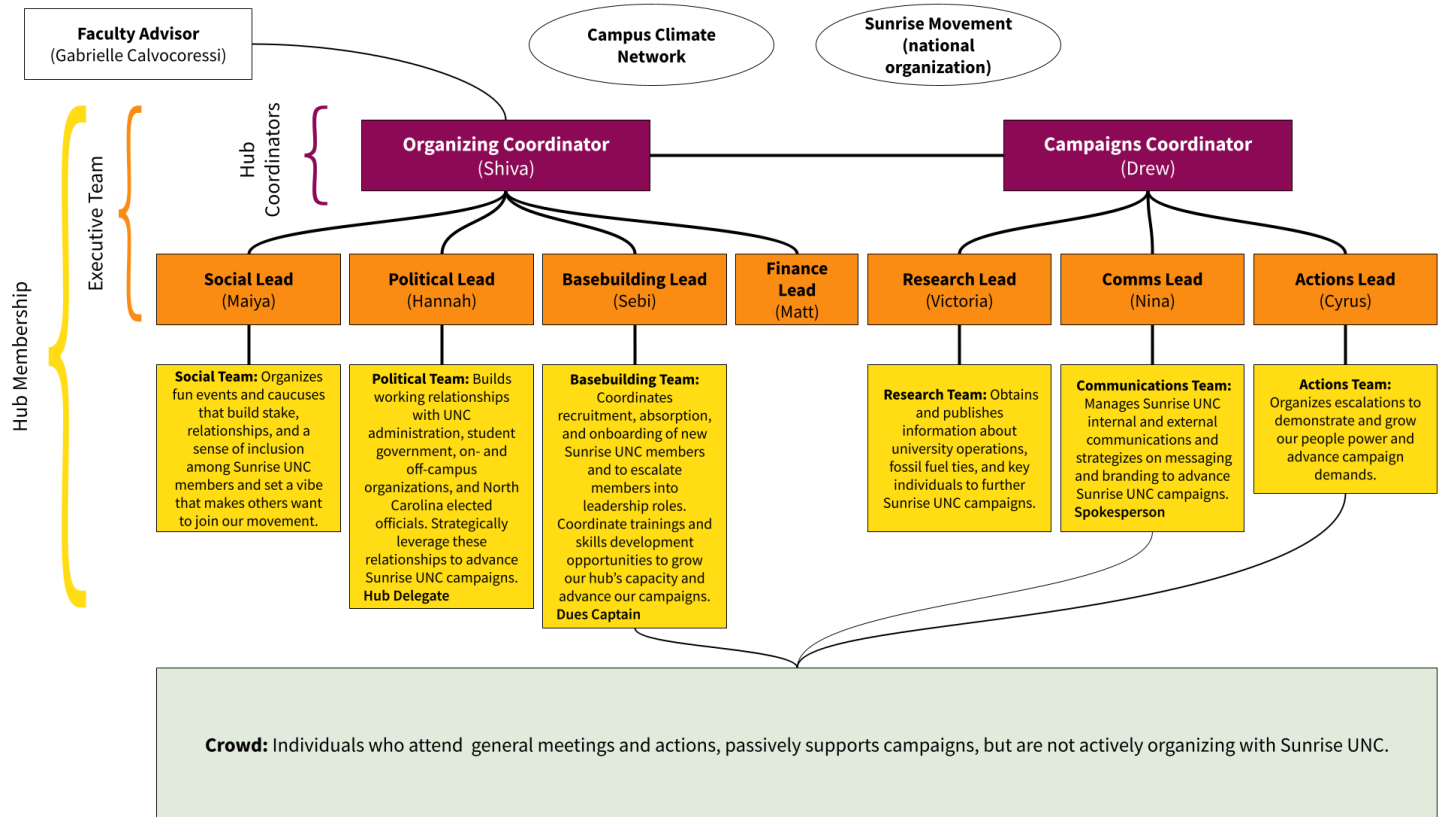 Faculty Advisor
(Gabrielle Calvocoressi)
Campus Climate
Network
Sunrise Movement
(national
organization)
Hub Membership
Executive Team
Hub
Coordinators
Organizing Coordinator
(Shiva)
Campaigns Coordinator
(Drew)
Social Lead
(Maiya)
Political Lead
(Hannah)
Basebuilding Lead
(Sebi)
Finance
Lead
(Matt)
Research Lead
(Victoria)
Comms Lead
(Nina)
Actions Lead
(Cyrus)
Social Team: Organizes
fun events and caucuses
that build stake,
relationships, and a
sense of inclusion
among Sunrise UNC
members and set a vibe
that makes others want
to join our movement.
Political Team: Builds
working relationships
with UNC
administration, student
government, on- and
off-campus
organizations, and North
Carolina elected
officials. Strategically
leverage these
relationships to advance
Sunrise UNC campaigns.
Hub Delegate
Basebuilding Team:
Coordinates
recruitment, absorption,
and onboarding of new
Sunrise UNC members
and to escalate
members into
leadership roles.
Coordinate trainings and
skills development
opportunities to grow
our hub's capacity and
advance our campaigns.
Dues Captain
Research Team: Obtains
and publishes
information about
university operations,
fossil fuel ties, and key
individuals to further
Sunrise UNC campaigns.
Communications Team:
Manages Sunrise UNC
internal and external
communications and
strategizes on messaging
and branding to advance
Sunrise UNC campaigns.
Spokesperson
Actions Team:
Organizes escalations to
demonstrate and grow
our people power and
advance campaign
demands.
Crowd: Individuals who attend  general meetings and actions, passively supports campaigns, but are not actively organizing with Sunrise UNC.